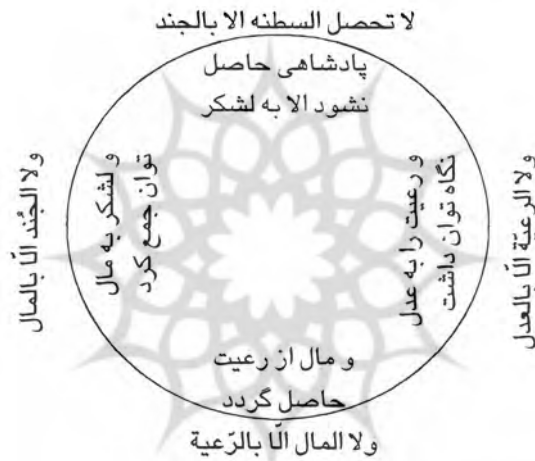 لا تحصل السطنه الا بالجند
پادشاهی حاصل
نشود الا به لشکر
ولا الجُند الّا بالمال
و لشکر به مال
توان جمع کرد
و مال از رعیت
حاصل گردد
ولا المال الّا بالرّعیة
و رعیت را به عدل
نگاه توان داشت
ولا الرعیّة الّا بالعدل